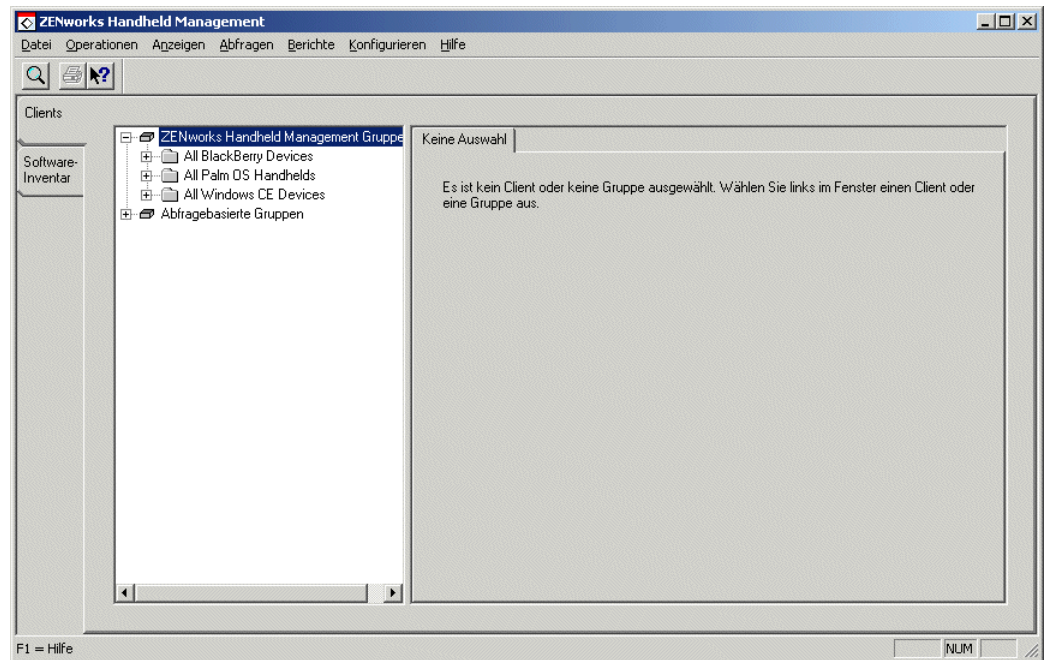 ZENworks Handheld Management
Datei Operationen Anzeigen Abfragen Berichte Konfigurieren Hilfe
Clients
Software-
Inventar
ZENworks Handheld Management Gruppe
All BlackBerry Devices
All Palm OS Handhelds
All Windows CE Devices
Abfragebasierte Gruppen
Keine Auswahl
Es ist kein Client oder keine Gruppe ausgewählt. Wählen Sie links im Fenster einen Client oder
eine Gruppe aus.
F1 = Hilfe
NUM